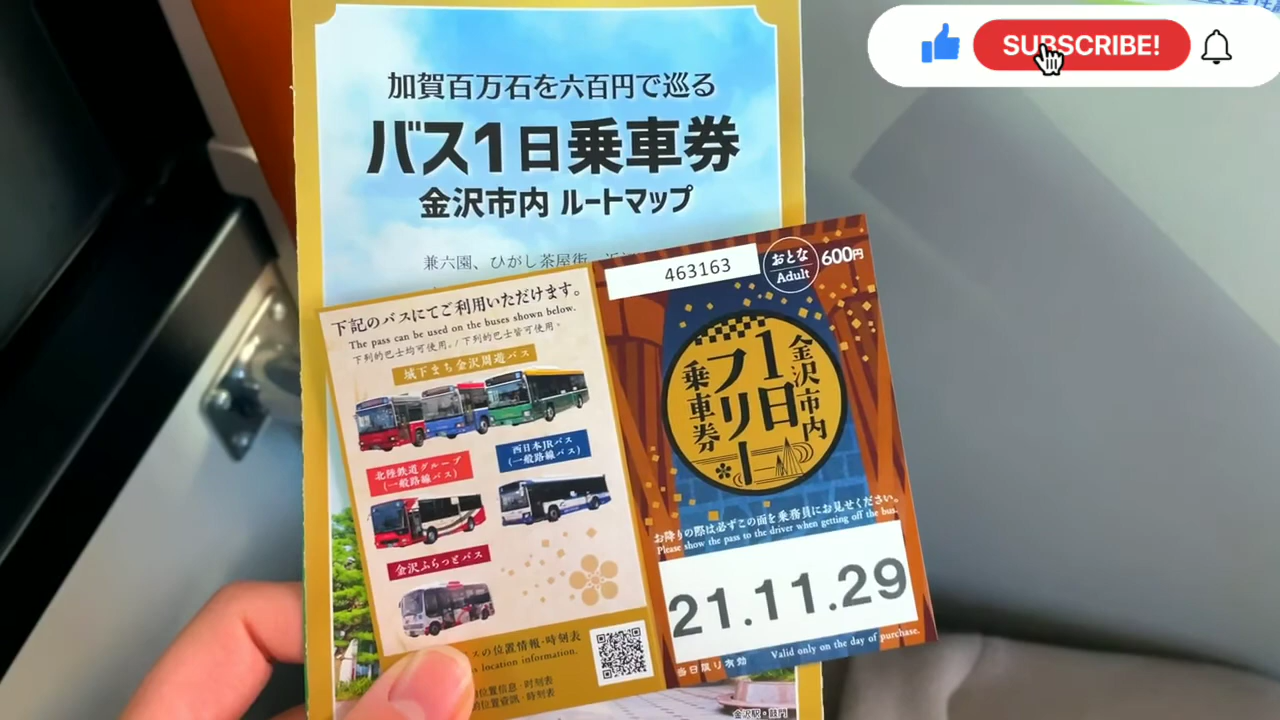 SUBSCRIBE!
加賀百万石を六百円で巡る
バス1日乗車券
金沢市内 ルートマップ
兼六園、ひがし茶屋街、
下記のバスにてご利用いただけます。
The pass can be used on the buses shown below.
下列的巴士均可使用。/下列的巴士皆可使用。
城下まち金沢周遊バス
北陸鉄道グループ
(一般路線バス)
西日本JRバス
(一般路線バス)
金沢ふらっとバス
スの位置情報・時刻表
location information.
位置信息・时刻表
位置資訊・時刻表
463163
おとな
Adult
600円
金沢市内
1日
フリー
乗車券
お降りの際は必ずこの面を乗務員にお見せください。
Please show the pass to the driver when getting off the bus.
21.11.29
当日限り有効
Valid only on the day of purchase.
金沢駅・鼓門